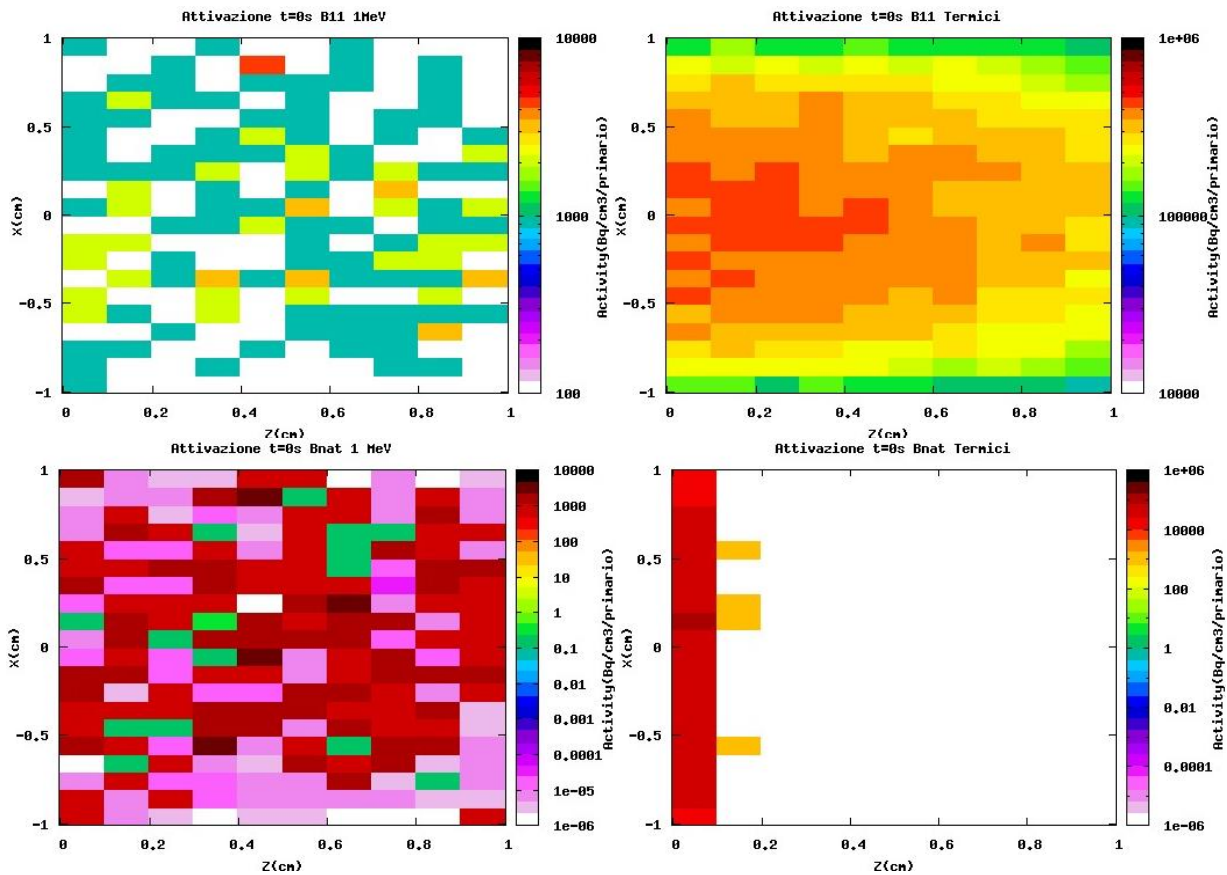 Attivazione t=0s B11 1MeV
1
0.5
0
-0.5
-1
X(cm)
0 0.2 0.4 0.6 0.8 1
Z(cm)
10000
1000
100
Activity(Bq/cm3/primario)
Attivazione t=0s B11 Termici
1
0.5
0
-0.5
-1
X(cm)
0 0.2 0.4 0.6 0.8 1
Z(cm)
1e+06
100000
10000
Activity(Bq/cm3/primario)
Attivazione t=0s Bnat 1 MeV
1
0.5
0
-0.5
-1
X(cm)
0 0.2 0.4 0.6 0.8 1
Z(cm)
10000
1000
100
10
1
0.1
0.01
0.001
0.0001
1e-05
1e-06
Activity(Bq/cm3/primario)
Attivazione t=0s Bnat Termici
1
0.5
0
-0.5
-1
X(cm)
0 0.2 0.4 0.6 0.8 1
Z(cm)
1e+06
10000
100
1
0.01
0.0001
1e-06
Activity(Bq/cm3/primario)